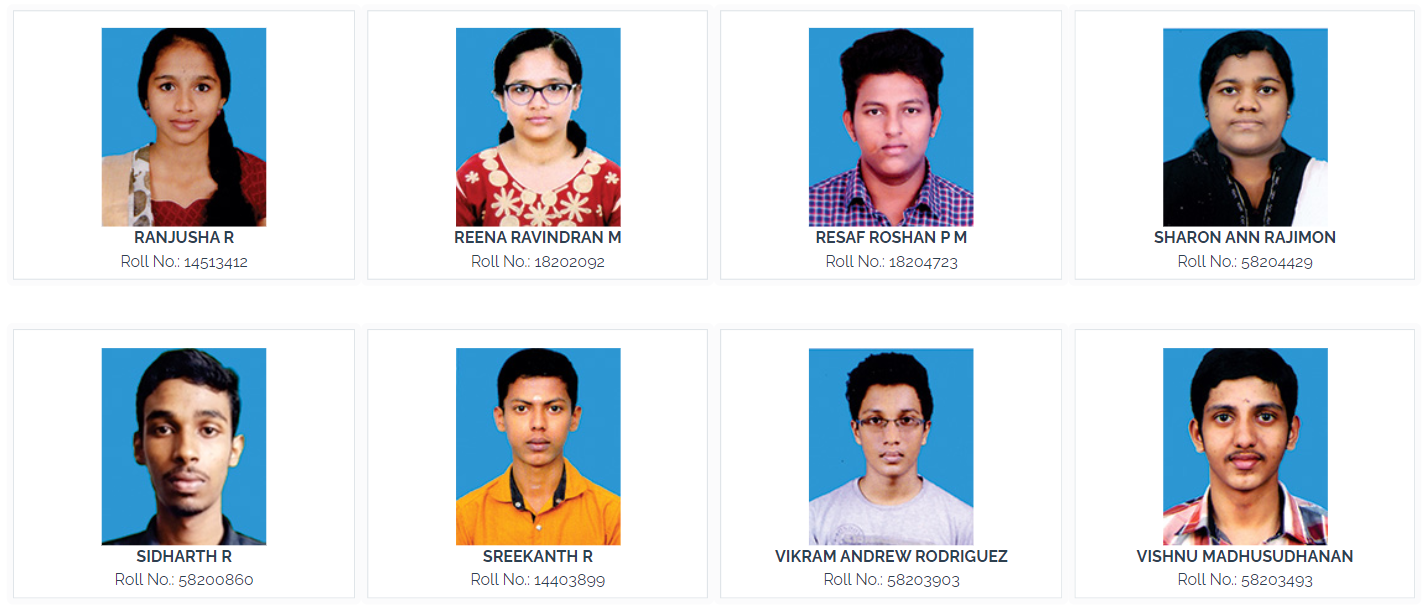 RANJUSHA R
Roll No.: 14513412
REENA RAVINDRAN M
Roll No.: 18202092
RESAF ROSHAN P M
Roll No.: 18204723
SHARON ANN RAJIMON
Roll No.: 58204429
SIDHARTH R
Roll No.: 58200860
SREEKANTH R
Roll No.: 14403899
VIKRAM ANDREW RODRIGUEZ
Roll No.: 58203903
VISHNU MADHUSUDHANAN
Roll No.: 58203493